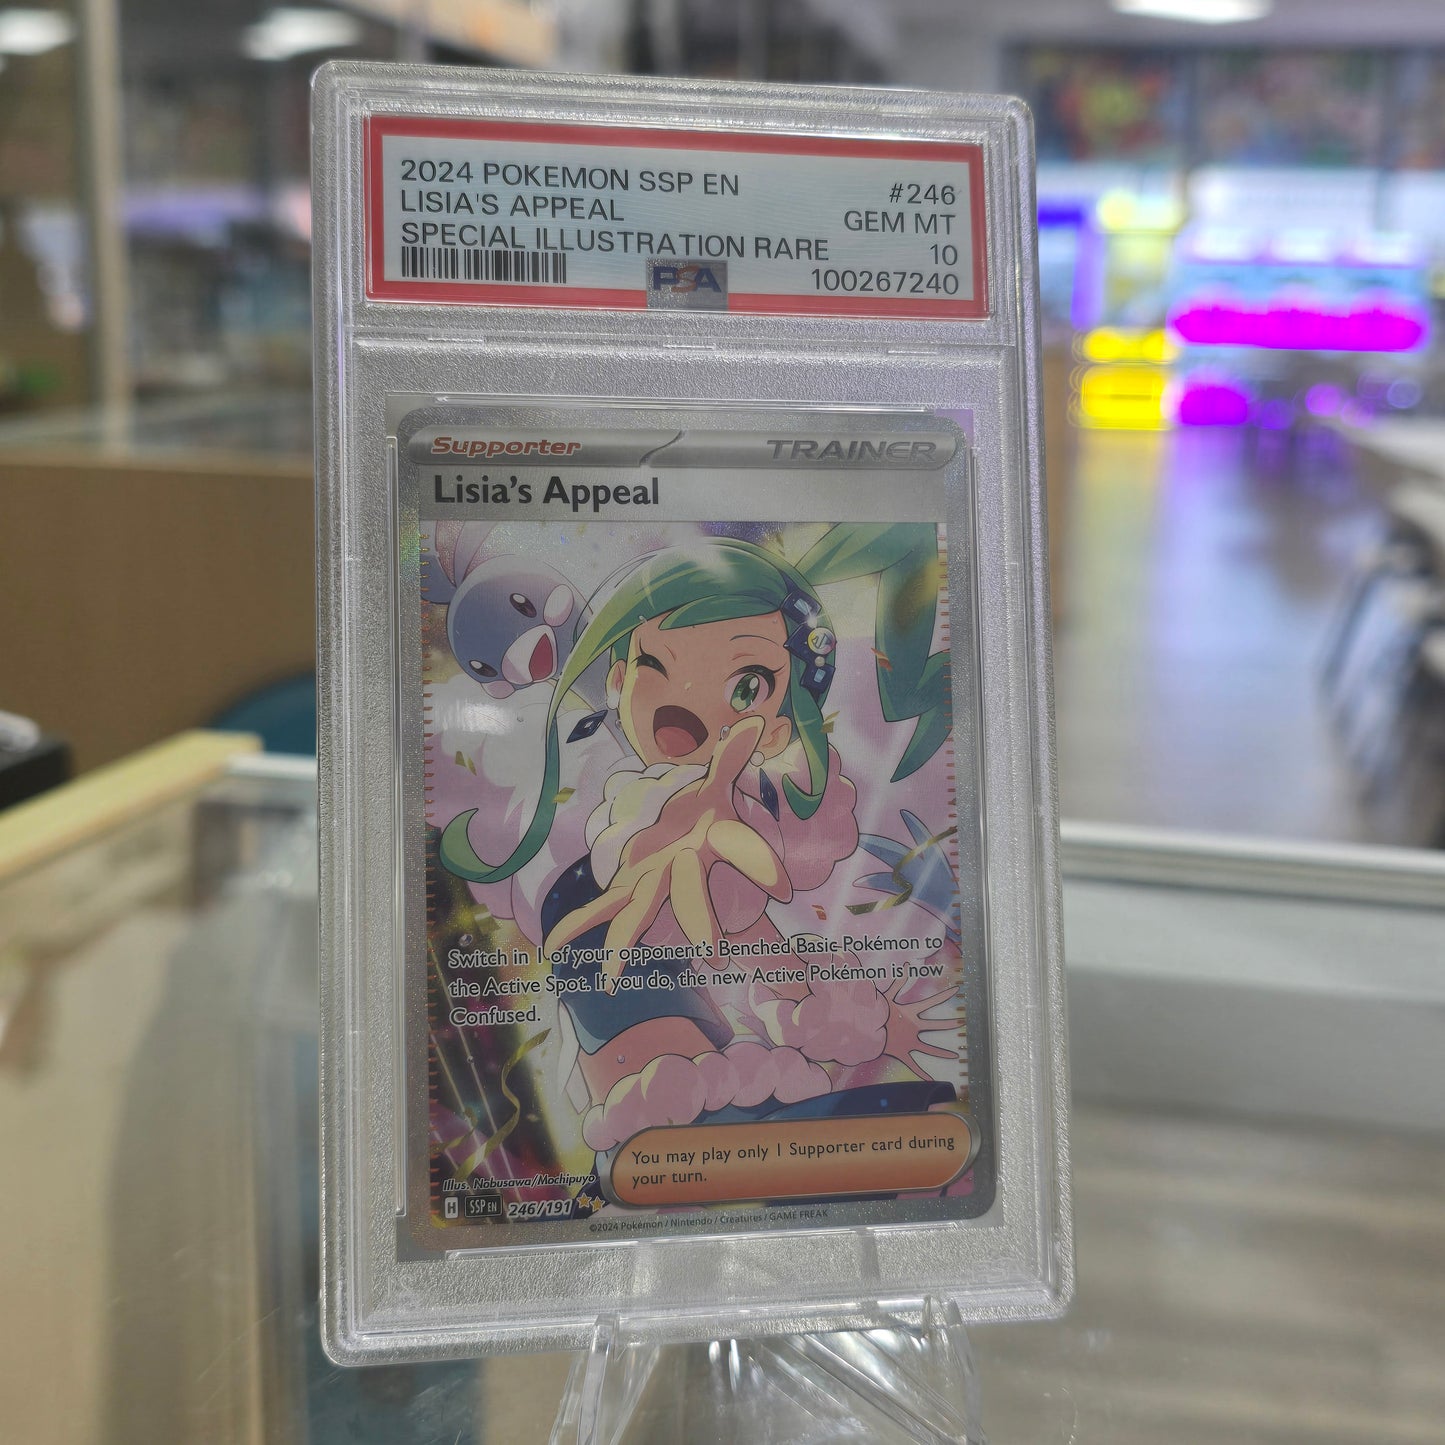 2024 POKEMON SSP EN #246
LISIA'S APPEAL GEM MT
SPECIAL ILLUSTRATION RARE 10
PSA 100267240
Supporter TRAINER
Lisia's Appeal
Switch in 1 of your opponent's Benched Basic Pokémon to
the Active Spot. If you do, the new Active Pokémon is now
Confused.
You may play only 1 Supporter card during
your turn.
Illus. Nobusawa/Mochipuyo
H SSP EN 246/191
©2024 Pokémon / Nintendo / Creatures / GAME FREAK